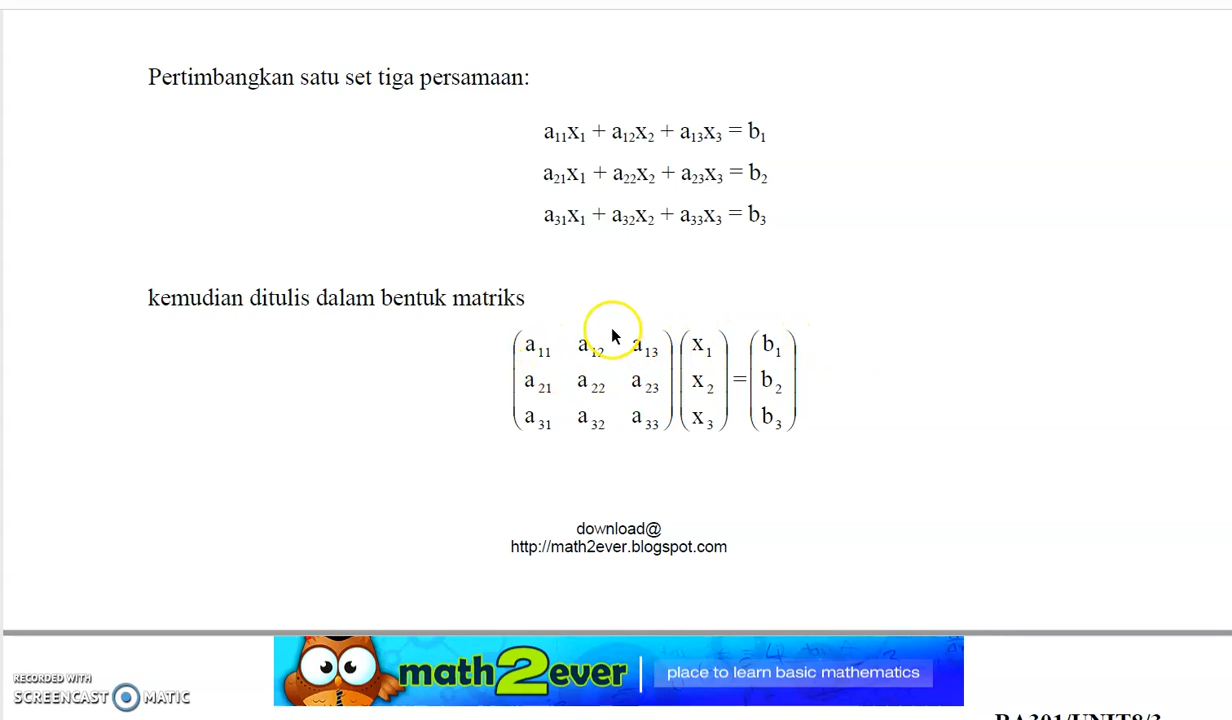 Pertimbangkan satu set tiga persamaan:
a₁₁x₁ + a₁₂x₂ + a₁₃x₃ = b₁
a₂₁x₁ + a₂₂x₂ + a₂₃x₃ = b₂
a₃₁x₁ + a₃₂x₂ + a₃₃x₃ = b₃
kemudian ditulis dalam bentuk matriks
a₁₁ a₁₂ a₁₃ x₁ b₁
a₂₁ a₂₂ a₂₃ x₂ = b₂
a₃₁ a₃₂ a₃₃ x₃ b₃
download@
http://math2ever.blogspot.com
math2ever place to learn basic mathematics
RECORDED WITH
SCREENCAST MATIC